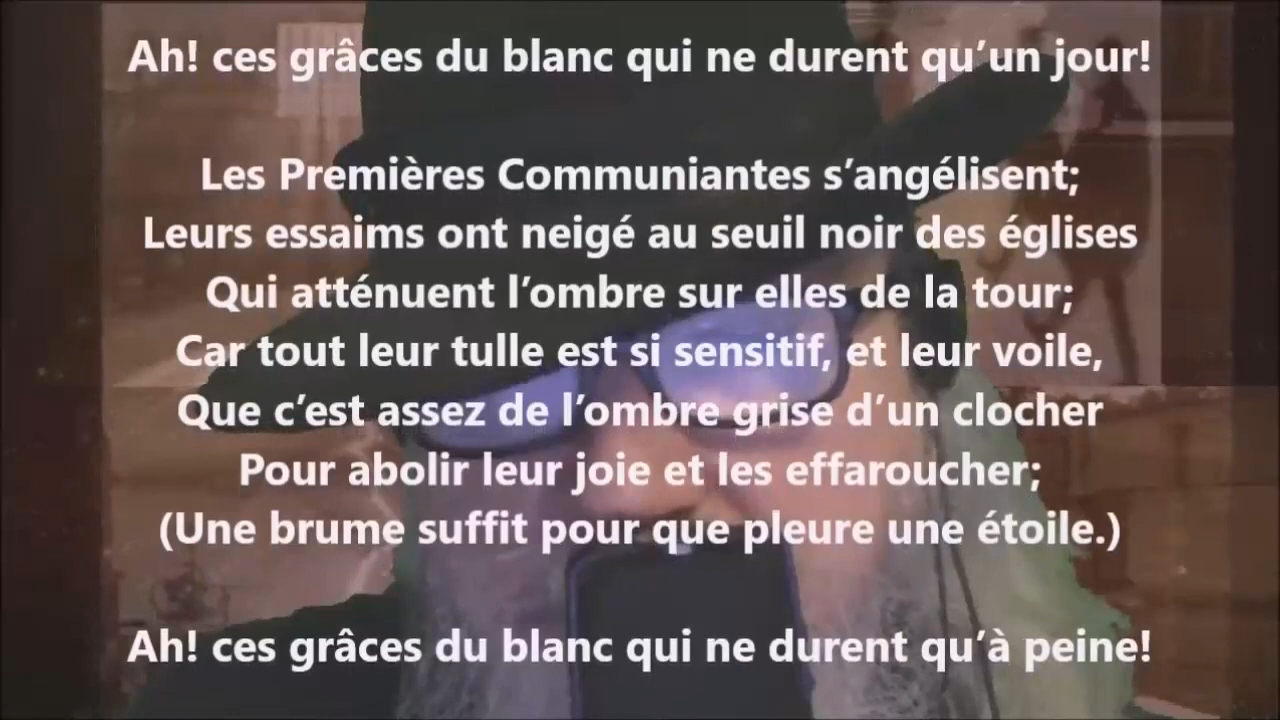 Ah! ces grâces du blanc qui ne durent qu’un jour!
Les Premières Communiantes s’angélisent;
Leurs essaims ont neigé au seuil noir des églises
Qui atténuent l’ombre sur elles de la tour;
Car tout leur tulle est si sensitif, et leur voile,
Que c’est assez de l’ombre grise d’un clocher
Pour abolir leur joie et les effaroucher;
(Une brume suffit pour que pleure une étoile.)
Ah! ces grâces du blanc qui ne durent qu’à peine!